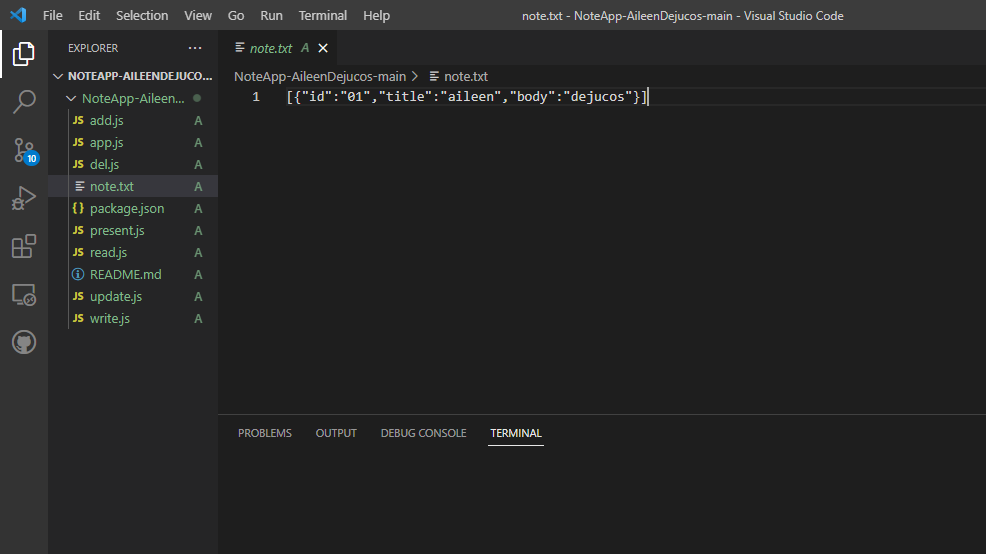 File Edit Selection View Go Run Terminal Help
note.txt - NoteApp-AileenDejucos-main - Visual Studio Code
EXPLORER ···
NOTEAPP-AILEENDEJUCO...
NoteApp-Aileen...
JS add.js A
JS app.js A
JS del.js A
note.txt A
{} package.json A
JS present.js A
JS read.js A
README.md A
JS update.js A
JS write.js A
10
note.txt A
NoteApp-AileenDejucos-main > note.txt
1 [{"id":"01","title":"aileen","body":"dejucos"}]
PROBLEMS OUTPUT DEBUG CONSOLE TERMINAL